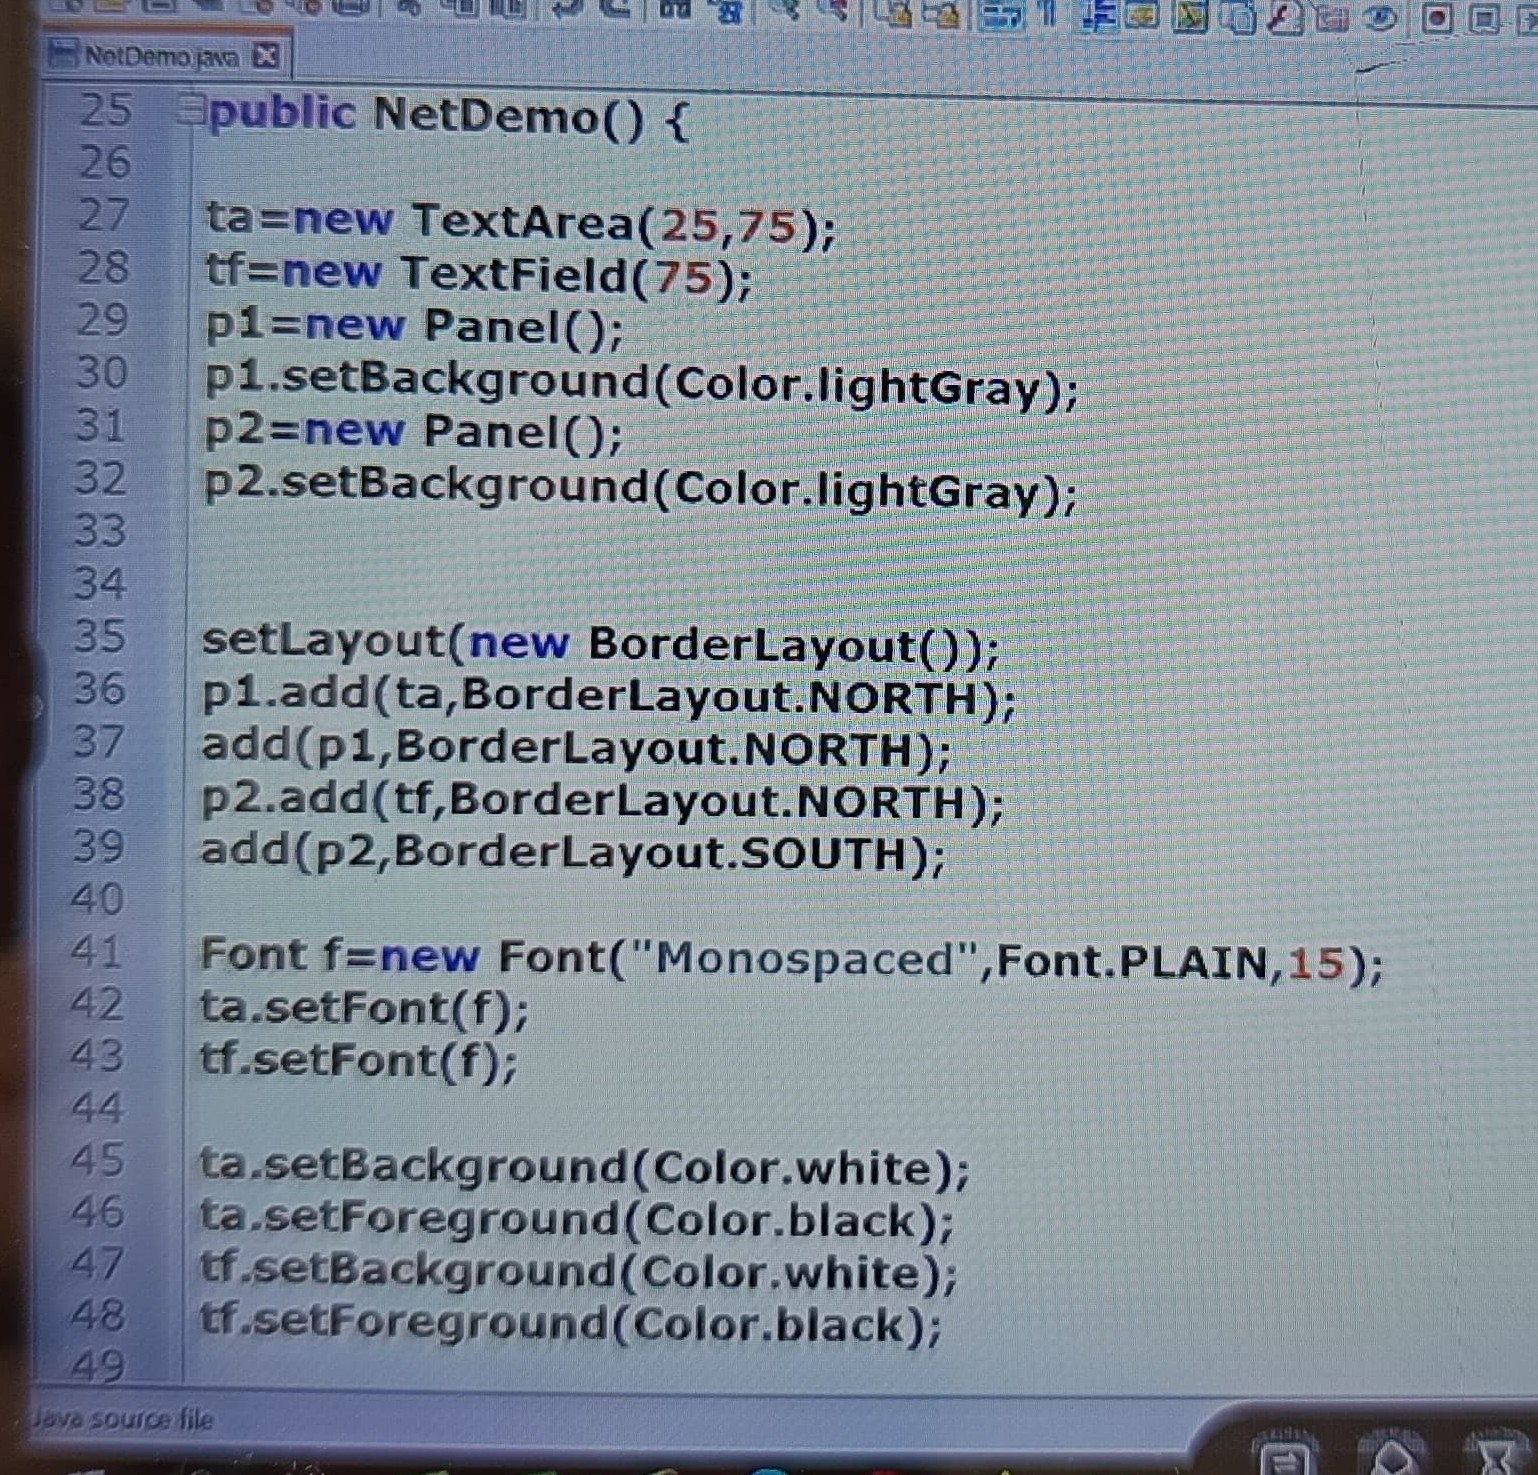 NetDemo.java
25 public NetDemo() {
26
27 ta=new TextArea(25,75);
28 tf=new TextField(75);
29 p1=new Panel();
30 p1.setBackground(Color.lightGray);
31 p2=new Panel();
32 p2.setBackground(Color.lightGray);
33
34
35 setLayout(new BorderLayout());
36 p1.add(ta,BorderLayout.NORTH);
37 add(p1,BorderLayout.NORTH);
38 p2.add(tf,BorderLayout.NORTH);
39 add(p2,BorderLayout.SOUTH);
40
41 Font f=new Font("Monospaced",Font.PLAIN,15);
42 ta.setFont(f);
43 tf.setFont(f);
44
45 ta.setBackground(Color.white);
46 ta.setForeground(Color.black);
47 tf.setBackground(Color.white);
48 tf.setForeground(Color.black);
49
Java source file